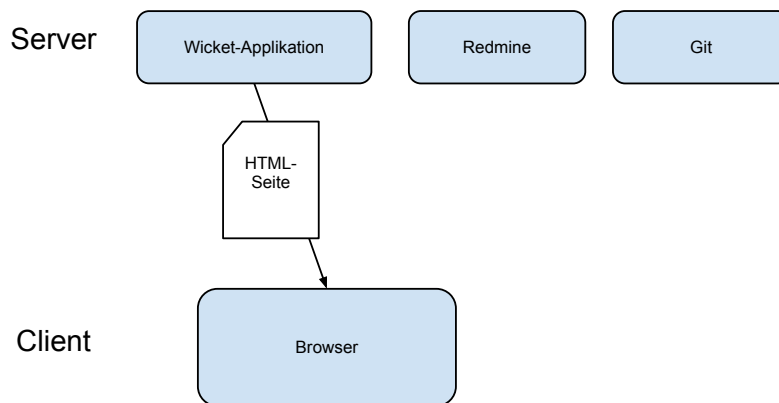 Server
Wicket-Applikation
Redmine
Git
HTML-
Seite
Client
Browser